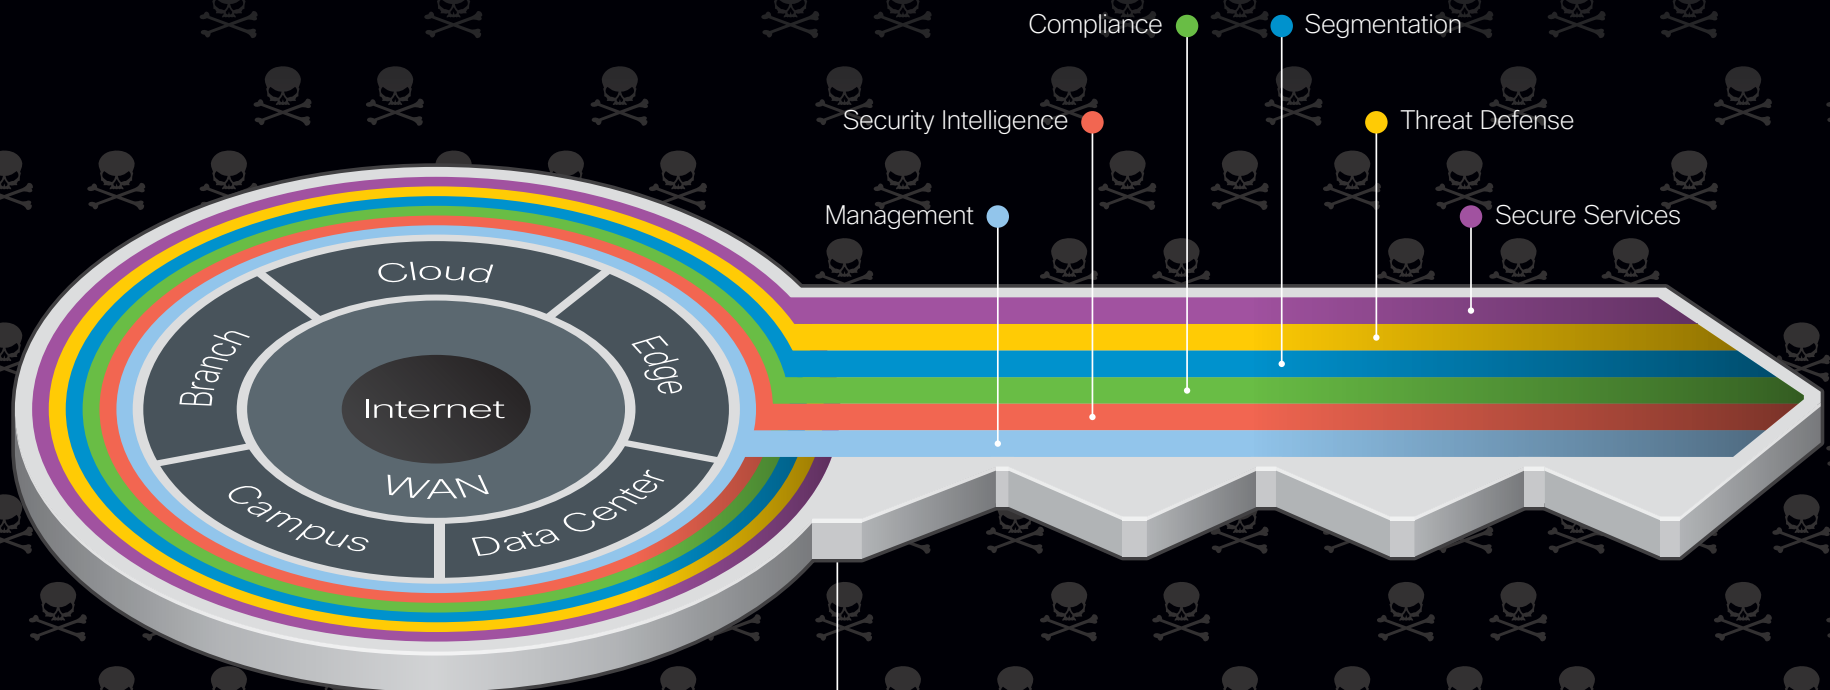 Compliance
Segmentation
Security Intelligence
Threat Defense
Management
Secure Services
Cloud
Branch
Edge
Internet
WAN
Campus
Data Center